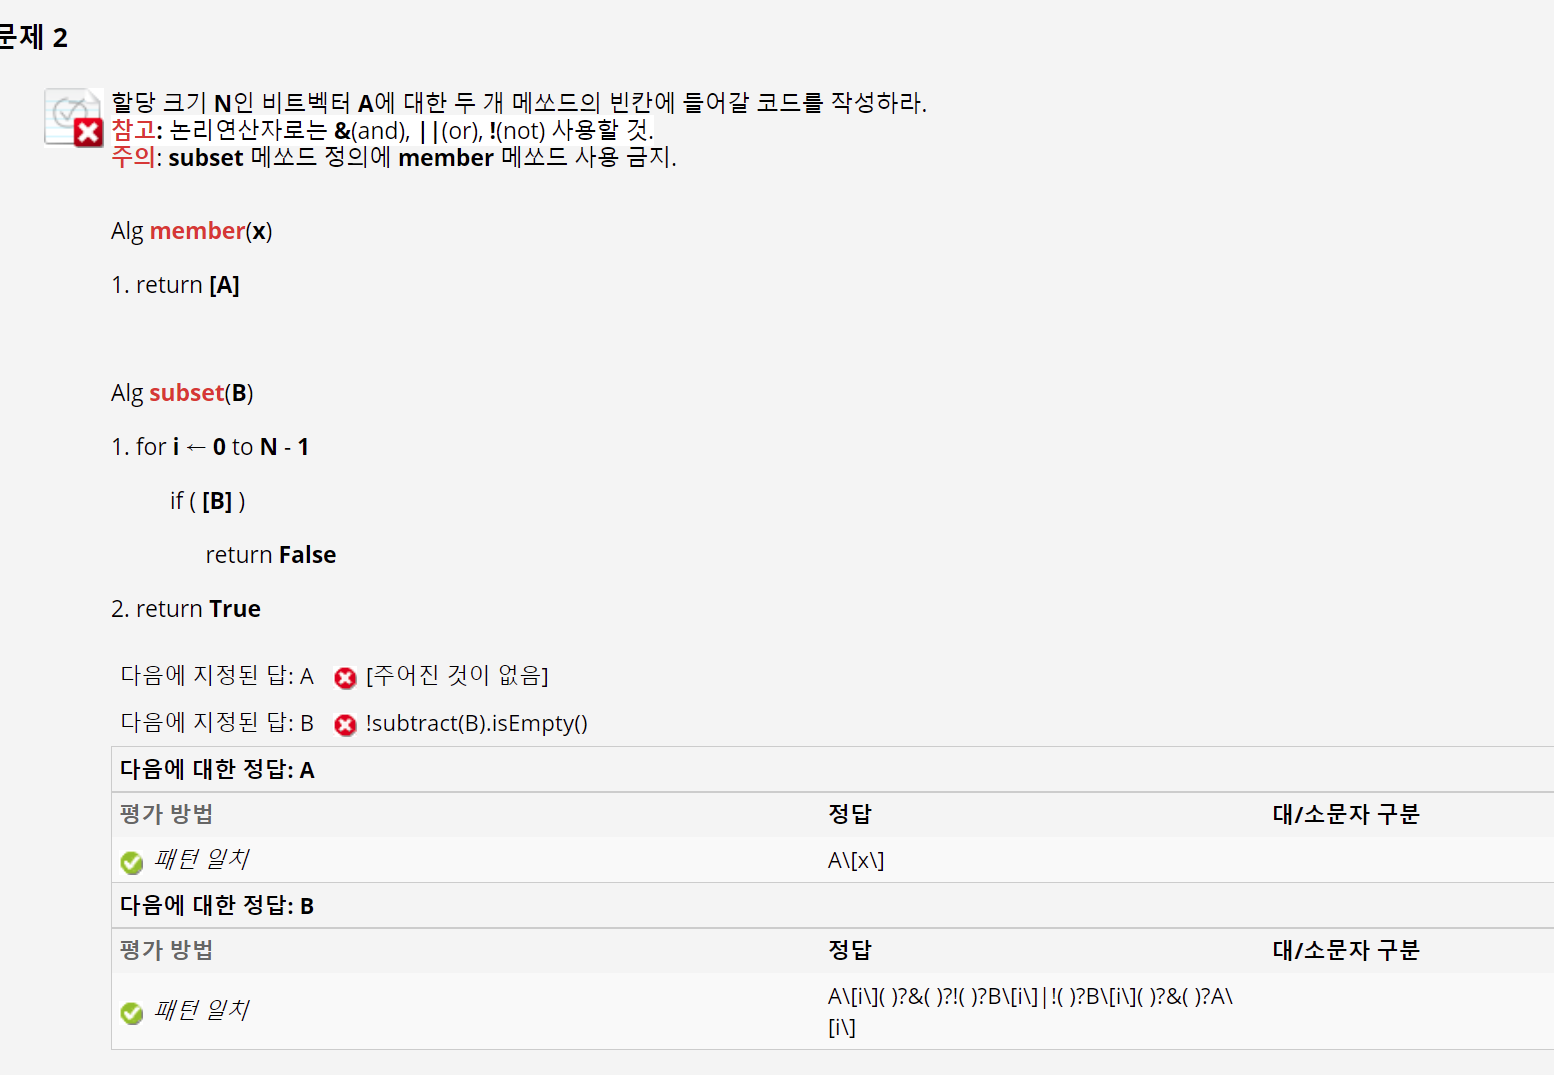 문제 2
할당 크기 N인 비트벡터 A에 대한 두 개 메쏘드의 빈칸에 들어갈 코드를 작성하라.
참고: 논리연산자로는 &(and), ||(or), !(not) 사용할 것.
주의: subset 메쏘드 정의에 member 메쏘드 사용 금지.
Alg member(x)
1. return [A]
Alg subset(B)
1. for i ← 0 to N - 1
if ( [B] )
return False
2. return True
다음에 지정된 답: A [주어진 것이 없음]
다음에 지정된 답: B !subtract(B).isEmpty()
다음에 대한 정답: A
평가 방법 정답 대/소문자 구분
패턴 일치 A\[x\]
다음에 대한 정답: B
평가 방법 정답 대/소문자 구분
패턴 일치 A\[i\]( )?&( )?!( )?B\[i\]|!( )?B\[i\]( )?&( )?A\
[i\]